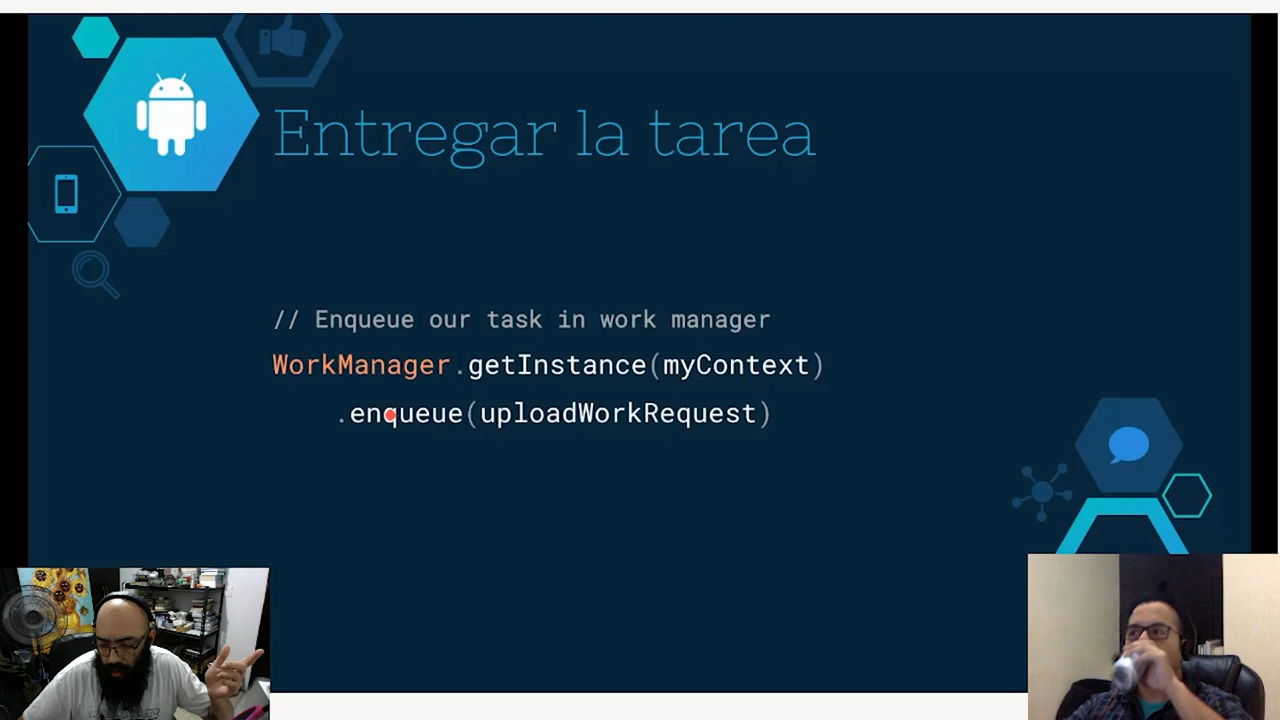 Entregar la tarea
// Enqueue our task in work manager
WorkManager.getInstance(myContext)
.enqueue(uploadWorkRequest)